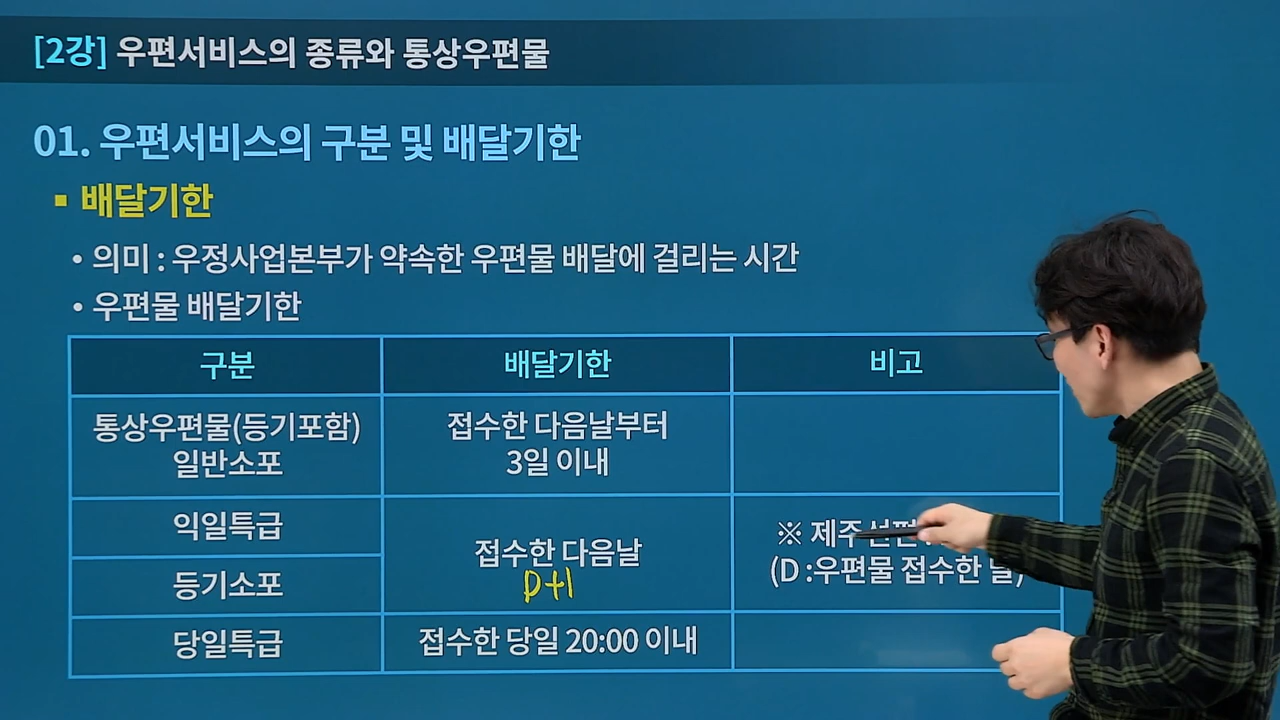 [2강] 우편서비스의 종류와 통상우편물
01. 우편서비스의 구분 및 배달기한
▪ 배달기한
• 의미 : 우정사업본부가 약속한 우편물 배달에 걸리는 시간
• 우편물 배달기한
구분 배달기한 비고
통상우편물(등기포함)
일반소포
접수한 다음날부터
3일 이내
익일특급
등기소포
접수한 다음날
D+1
※ 제주선편
(D :우편물 접수한 날)
당일특급
접수한 당일 20:00 이내